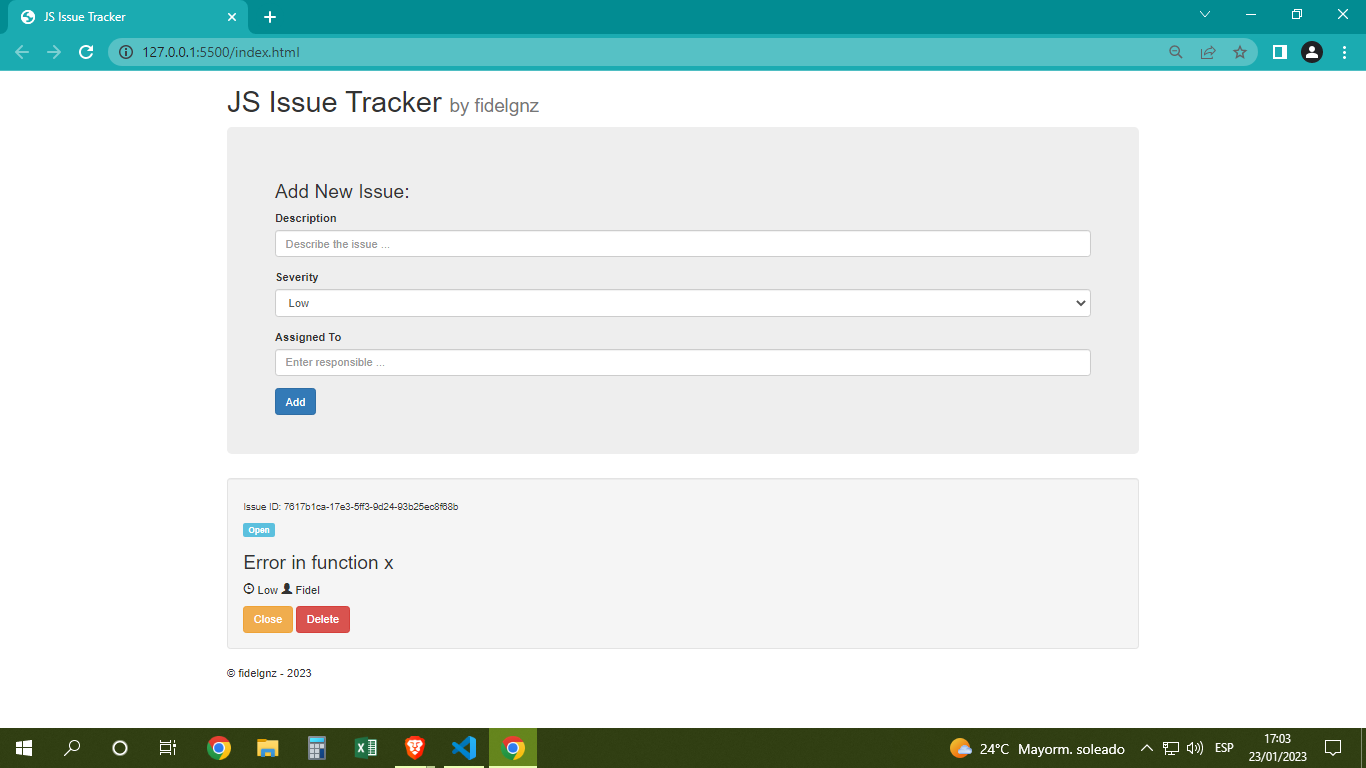 JS Issue Tracker
127.0.0.1:5500/index.html
JS Issue Tracker by fidelgnz
Add New Issue:
Description
Describe the issue ...
Severity
Low
Assigned To
Enter responsible ...
Add
Issue ID: 7617b1ca-17e3-5ff3-9d24-93b25ec8f68b
Open
Error in function x
Low Fidel
Close Delete
© fidelgnz - 2023
24°C Mayorm. soleado
ESP
17:03
23/01/2023